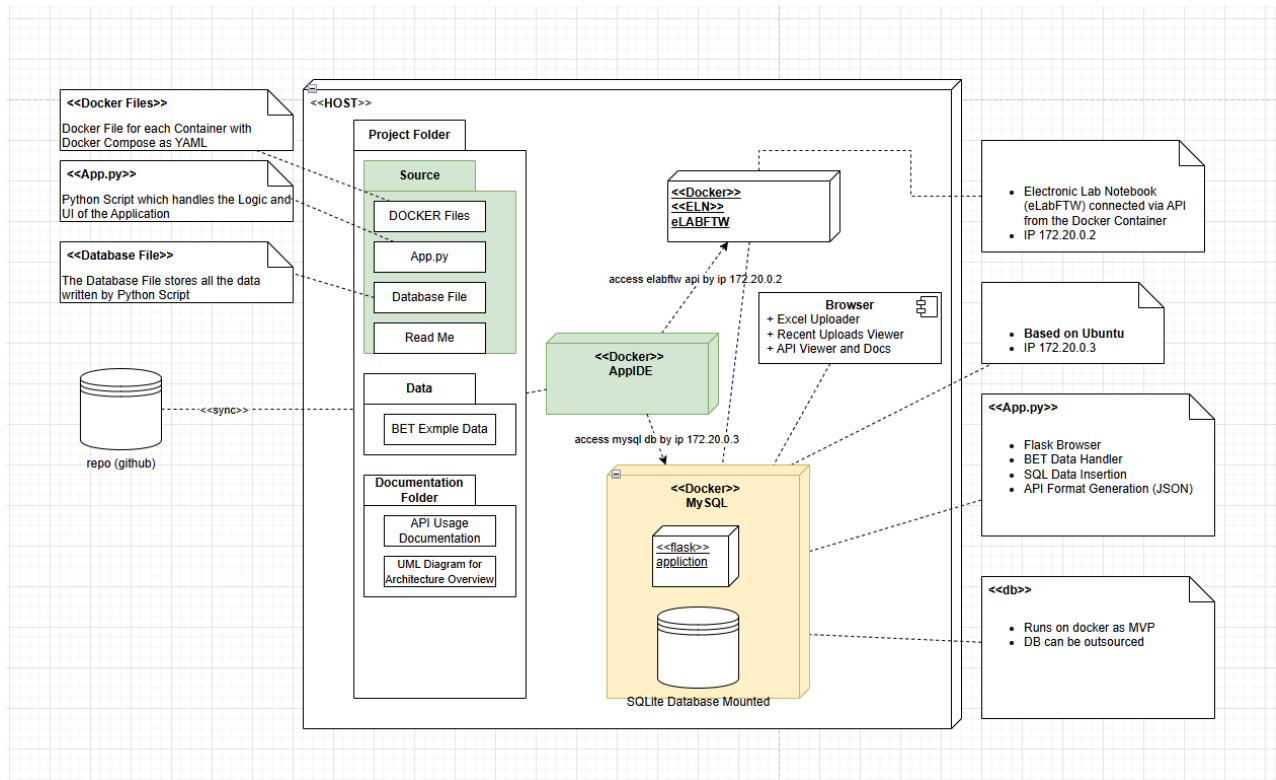 <<Docker Files>>
Docker File for each Container with
Docker Compose as YAML
<<App.py>>
Python Script which handles the Logic and
UI of the Application
<<Database File>>
The Database File stores all the data
written by Python Script
repo (github)
<<sync>>
<<HOST>>
Project Folder
Source
DOCKER Files
App.py
Database File
Read Me
Data
BET Exmple Data
Documentation
Folder
API Usage
Documentation
UML Diagram for
Architecture Overview
<<Docker>>
<<ELN>>
eLABFTW
access elabftw api by ip 172.20.0.2
Browser
+ Excel Uploader
+ Recent Uploads Viewer
+ API Viewer and Docs
<<Docker>>
AppIDE
access mysql db by ip 172.20.0.3
<<Docker>>
MySQL
<<flask>>
appliction
SQLite Database Mounted
• Electronic Lab Notebook
(eLabFTW) connected via API
from the Docker Container
• IP 172.20.0.2
• Based on Ubuntu
• IP 172.20.0.3
<<App.py>>
• Flask Browser
• BET Data Handler
• SQL Data Insertion
• API Format Generation (JSON)
<<db>>
• Runs on docker as MVP
• DB can be outsourced